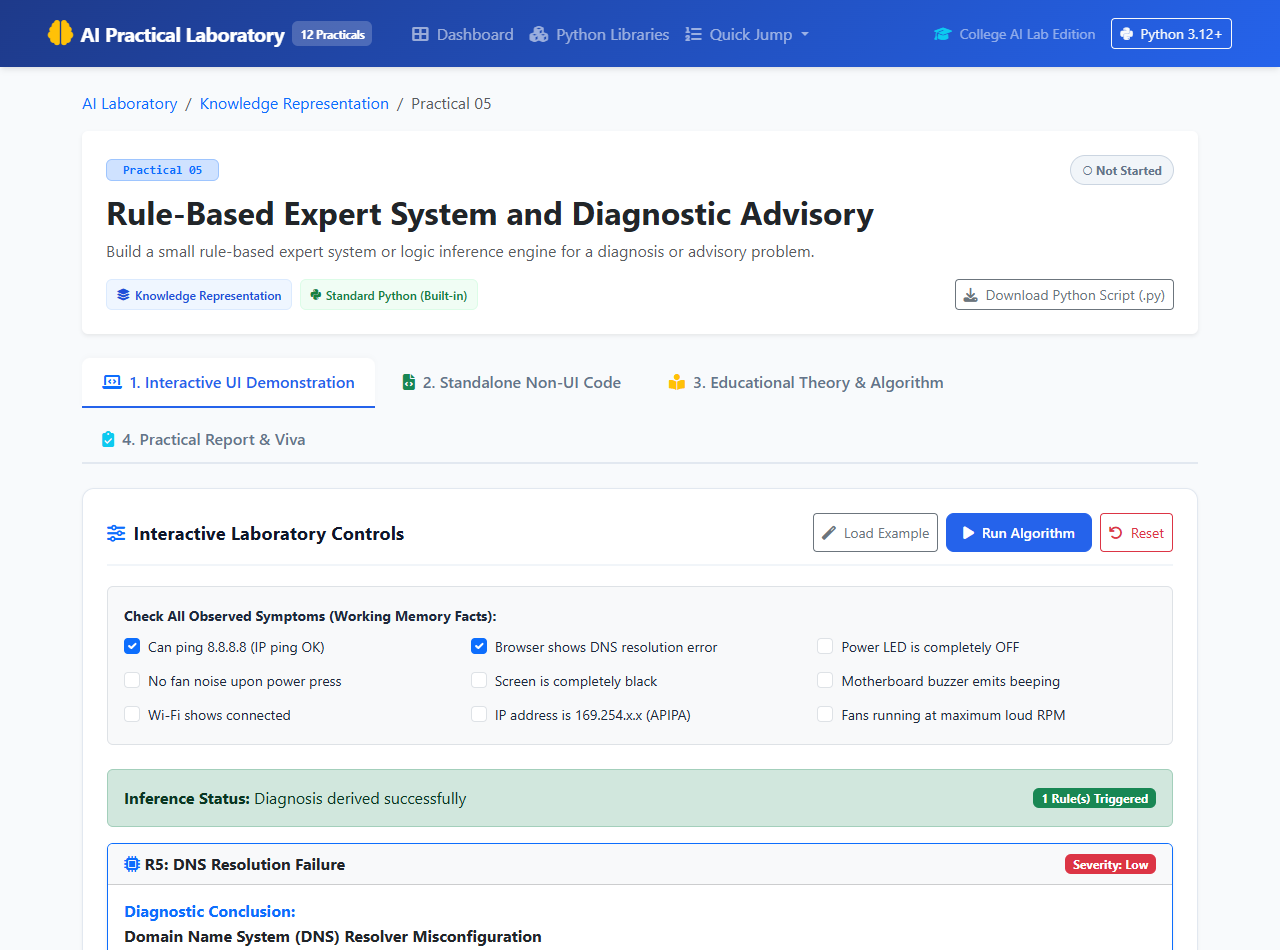 AI Practical Laboratory 12 Practicals Dashboard Python Libraries Quick Jump College AI Lab Edition Python 3.12+
AI Laboratory / Knowledge Representation / Practical 05
Practical 05 Not Started
Rule-Based Expert System and Diagnostic Advisory
Build a small rule-based expert system or logic inference engine for a diagnosis or advisory problem.
Knowledge Representation Standard Python (Built-in) Download Python Script (.py)
1. Interactive UI Demonstration 2. Standalone Non-UI Code 3. Educational Theory & Algorithm
4. Practical Report & Viva
Interactive Laboratory Controls Load Example Run Algorithm Reset
Check All Observed Symptoms (Working Memory Facts):
Can ping 8.8.8.8 (IP ping OK) Browser shows DNS resolution error Power LED is completely OFF
No fan noise upon power press Screen is completely black Motherboard buzzer emits beeping
Wi-Fi shows connected IP address is 169.254.x.x (APIPA) Fans running at maximum loud RPM
Inference Status: Diagnosis derived successfully 1 Rule(s) Triggered
R5: DNS Resolution Failure Severity: Low
Diagnostic Conclusion:
Domain Name System (DNS) Resolver Misconfiguration